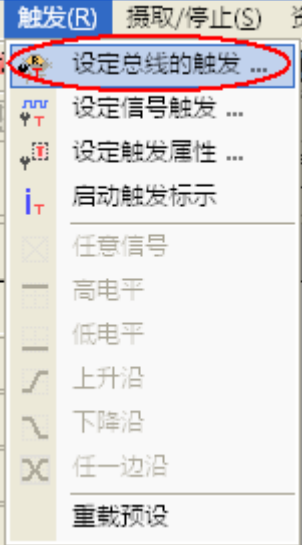 触发(R) 摄取/停止(S)
设定总线的触发 ...
设定信号触发 ...
设定触发属性 ...
启动触发标示
任意信号
高电平
低电平
上升沿
下降沿
任一边沿
重载预设